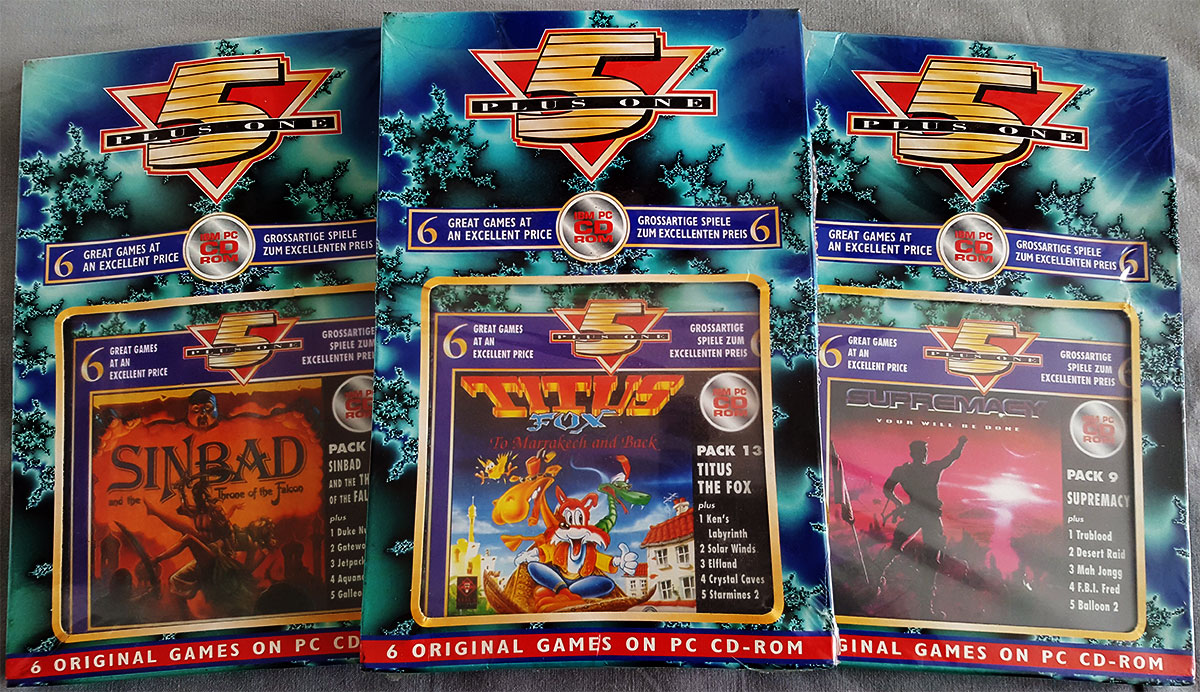 5
PLUS ONE
6
GREAT GAMES AT
AN EXCELLENT PRICE
IBM PC
CD
ROM
GROSSARTIGE SPIELE
ZUM EXCELLENTEN PREIS
6
GREAT GAMES
AT AN
EXCELLENT PRICE
5
PLUS ONE
GROSSARTIGE
SPIELE ZUM
EXCELLENTEN
SINBAD
and the
Throne of the Falcon
IBM PC
CD
ROM
PACK
SINBAD
AND THE
OF THE
plus
1 Duke
2
3 Jetpack
4
5
6 ORIGINAL GAMES ON PC CD
5
PLUS ONE
6
GREAT GAMES AT
AN EXCELLENT PRICE
IBM PC
CD
ROM
GROSSARTIGE SPIELE
ZUM EXCELLENTEN PREIS
6
6
GREAT GAMES
AT AN
EXCELLENT PRICE
5
PLUS ONE
GROSSARTIGE
SPIELE ZUM
EXCELLENTEN PREIS
6
TITUS
FOX
To Marrakech and Back
IBM PC
CD
ROM
PACK 13
TITUS
THE FOX
plus
1 Ken's
Labyrinth
2 Solar Winds
3 Elfland
4 Crystal Caves
5 Starmines 2
6 ORIGINAL GAMES ON PC CD-ROM
5
PLUS ONE
6
GREAT GAMES AT
AN EXCELLENT PRICE
IBM PC
CD
ROM
GROSSARTIGE SPIELE
ZUM EXCELLENTEN PREIS
6
6
GREAT GAMES
AT AN
EXCELLENT PRICE
5
PLUS ONE
GROSSARTIGE
SPIELE ZUM
EXCELLENTEN PREIS
6
SUPREMACY
YOUR WILL BE DONE
IBM PC
CD
ROM
PACK 9
SUPREMACY
plus
1 Trublood
2 Desert Raid
3 Mah Jongg
4 F.B.I. Fred
5 Balloon 2
GAMES ON PC CD-ROM